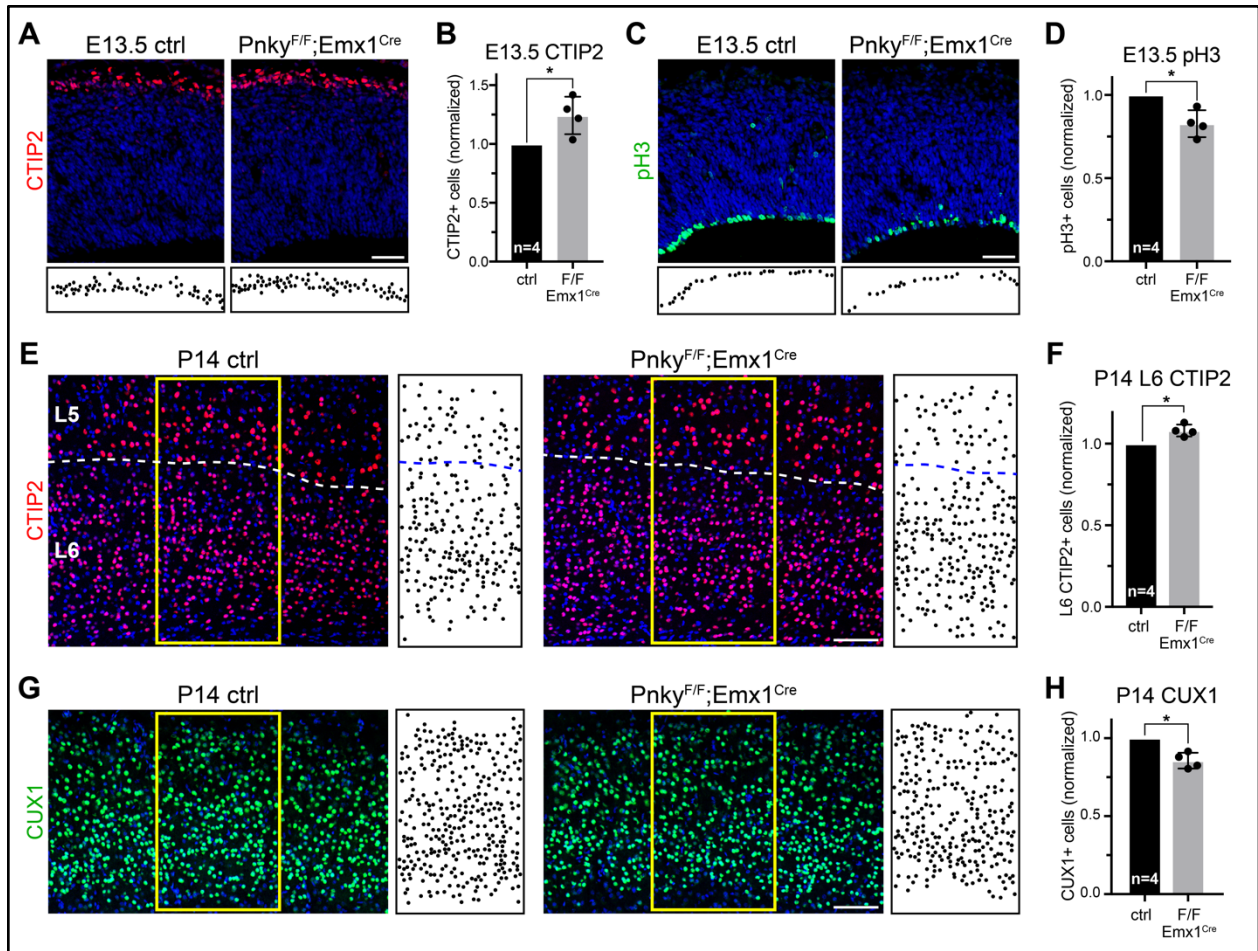 A
E13.5 ctrl
Pnky^F/F;Emx1^Cre
CTIP2
B
E13.5 CTIP2
*
CTIP2+ cells (normalized)
1.5
1.0
0.5
0.0
n=4
ctrl
F/F
Emx1^Cre
C
E13.5 ctrl
Pnky^F/F;Emx1^Cre
pH3
D
E13.5 pH3
*
pH3+ cells (normalized)
1.0
0.5
0.0
n=4
ctrl
F/F
Emx1^Cre
E
P14 ctrl
Pnky^F/F;Emx1^Cre
CTIP2
L5
L6
F
P14 L6 CTIP2
*
L6 CTIP2+ cells (normalized)
1.0
0.5
0.0
n=4
ctrl
F/F
Emx1^Cre
G
P14 ctrl
Pnky^F/F;Emx1^Cre
CUX1
H
P14 CUX1
*
CUX1+ cells (normalized)
1.0
0.5
0.0
n=4
ctrl
F/F
Emx1^Cre